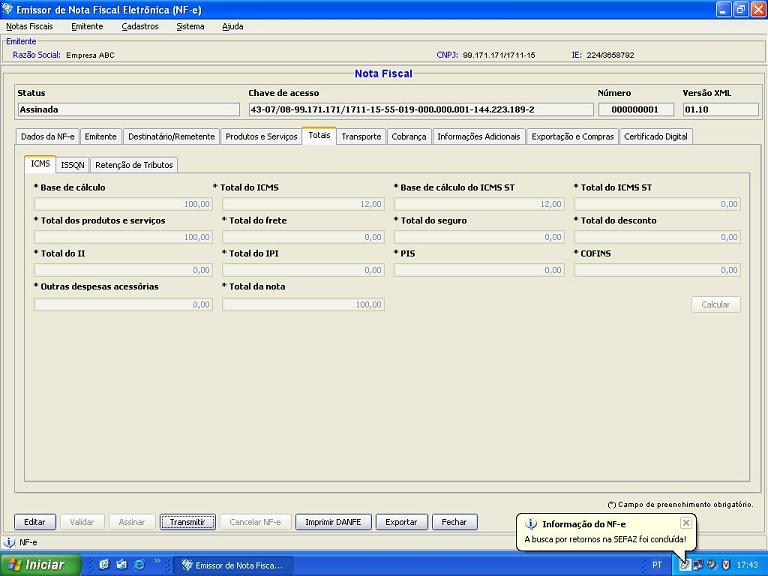 Emissor de Nota Fiscal Eletrônica (NF-e)
Notas Fiscais Emitente Cadastros Sistema Ajuda
Emitente
Razão Social: Empresa ABC CNPJ: 99.171.171/1711-15 IE: 224/3658792
Nota Fiscal
Status Chave de acesso Número Versão XML
Assinada 43-07/08-99.171.171/1711-15-55-019-000.000.001-144.223.189-2 000000001 01.10
Dados da NF-e Emitente Destinatário/Remetente Produtos e Serviços Totais Transporte Cobrança Informações Adicionais Exportação e Compras Certificado Digital
ICMS ISSQN Retenção de Tributos
* Base de cálculo * Total do ICMS * Base de cálculo do ICMS ST * Total do ICMS ST
100,00 12,00 12,00 0,00
* Total dos produtos e serviços * Total do frete * Total do seguro * Total do desconto
100,00 0,00 0,00 0,00
* Total do II * Total do IPI * PIS * COFINS
0,00 0,00 0,00 0,00
* Outras despesas acessórias * Total da nota
0,00 100,00 Calcular
(*) Campo de preenchimento obrigatório.
Editar Validar Assinar Transmitir Cancelar NF-e Imprimir DANFE Exportar Fechar
Informação do NF-e
A busca por retornos na SEFAZ foi concluída!
NF-e
Iniciar Emissor de Nota Fisca... PT 17:43